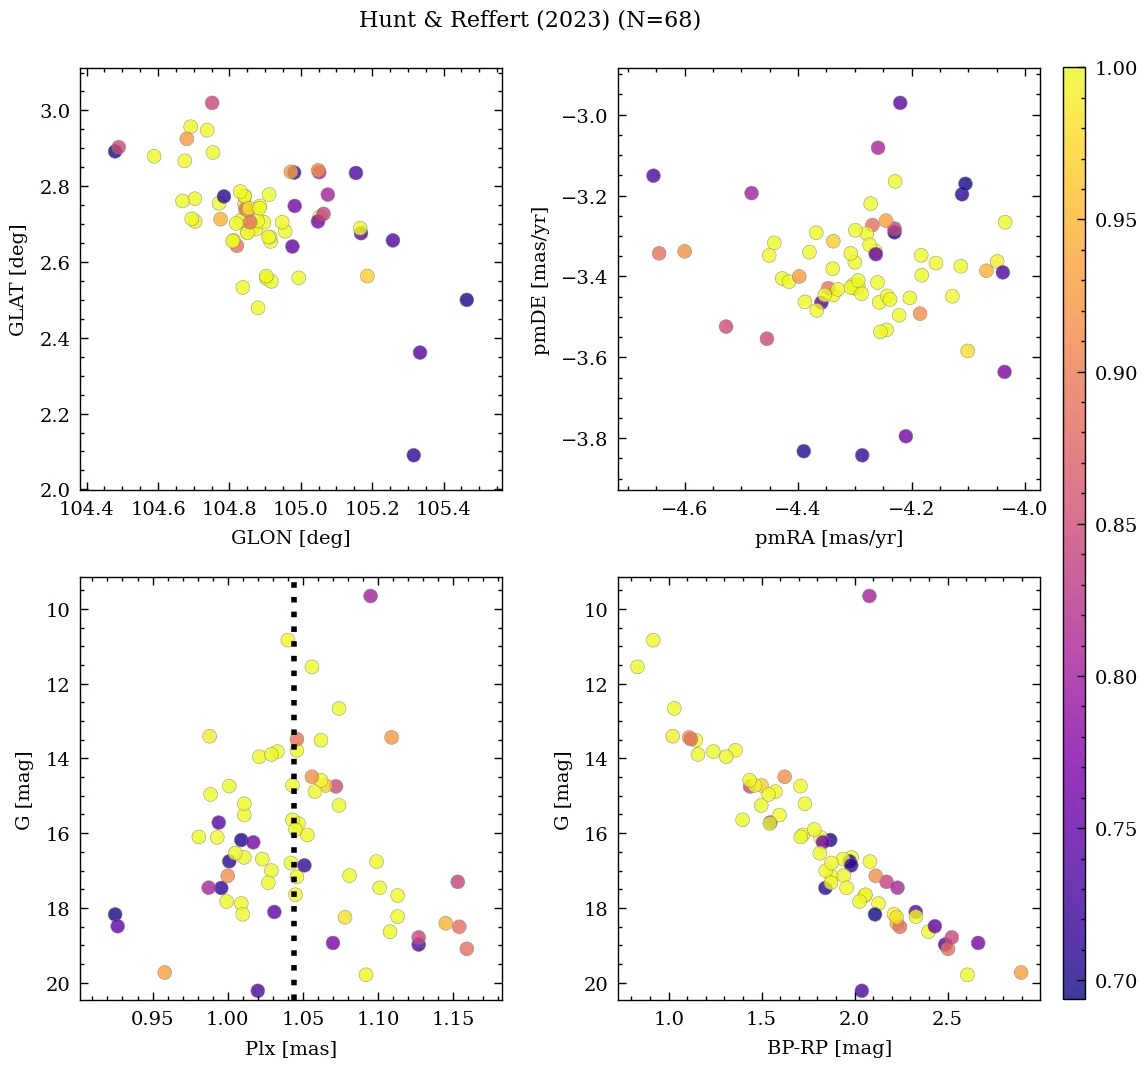 Hunt & Reffert (2023) (N=68)
3.0
2.8
2.6
2.4
2.2
2.0
GLAT [deg]
104.4 104.6 104.8 105.0 105.2 105.4
GLON [deg]
−3.0
−3.2
−3.4
−3.6
−3.8
pmDE [mas/yr]
−4.6 −4.4 −4.2 −4.0
pmRA [mas/yr]
10
12
14
16
18
20
G [mag]
0.95 1.00 1.05 1.10 1.15
Plx [mas]
10
12
14
16
18
20
G [mag]
1.0 1.5 2.0 2.5
BP-RP [mag]
1.00
0.95
0.90
0.85
0.80
0.75
0.70